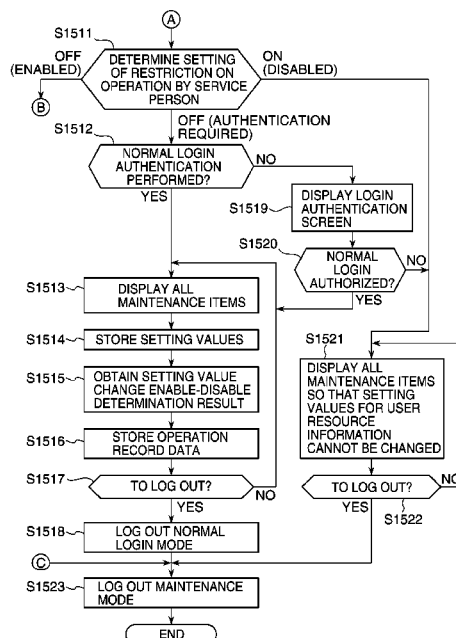 A
S1511
OFF
(ENABLED)
B
DETERMINE SETTING
OF RESTRICTION ON
OPERATION BY SERVICE
PERSON
ON
(DISABLED)
OFF (AUTHENTICATION
REQUIRED)
S1512
NORMAL LOGIN
AUTHENTICATION
PERFORMED?
NO
YES
S1519
DISPLAY LOGIN
AUTHENTICATION
SCREEN
S1520
NORMAL
LOGIN
AUTHORIZED?
NO
YES
S1513
DISPLAY ALL
MAINTENANCE ITEMS
S1514
STORE SETTING VALUES
S1515
OBTAIN SETTING VALUE
CHANGE ENABLE-DISABLE
DETERMINATION RESULT
S1516
STORE OPERATION
RECORD DATA
S1517
TO LOG OUT?
NO
YES
S1521
DISPLAY ALL
MAINTENANCE ITEMS
SO THAT SETTING
VALUES FOR USER
RESOURCE
INFORMATION
CANNOT BE CHANGED
TO LOG OUT?
NO
YES
S1522
S1518
LOG OUT NORMAL
LOGIN MODE
C
S1523
LOG OUT MAINTENANCE
MODE
END